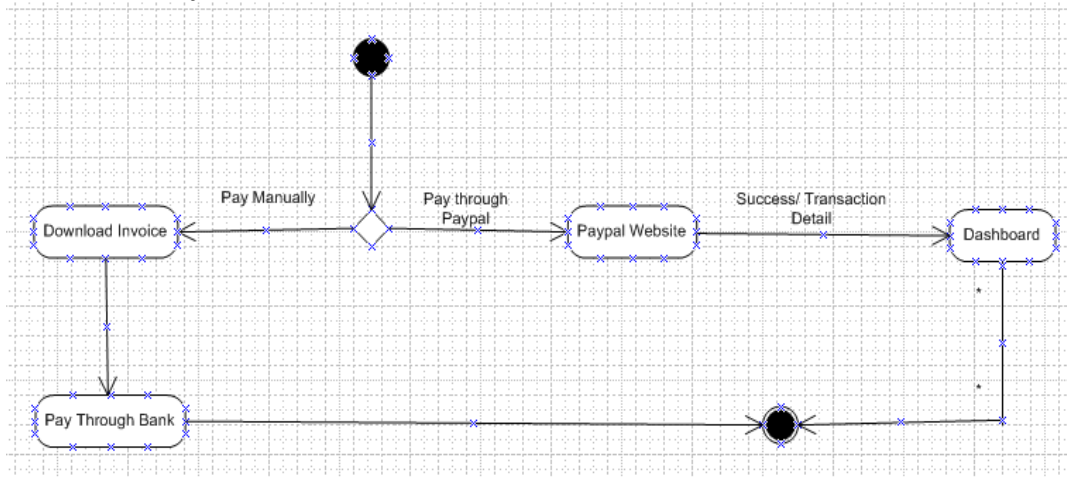 Pay Manually
Pay through
Paypal
Success/ Transaction
Detail
Download Invoice
Paypal Website
Dashboard
*
*
Pay Through Bank